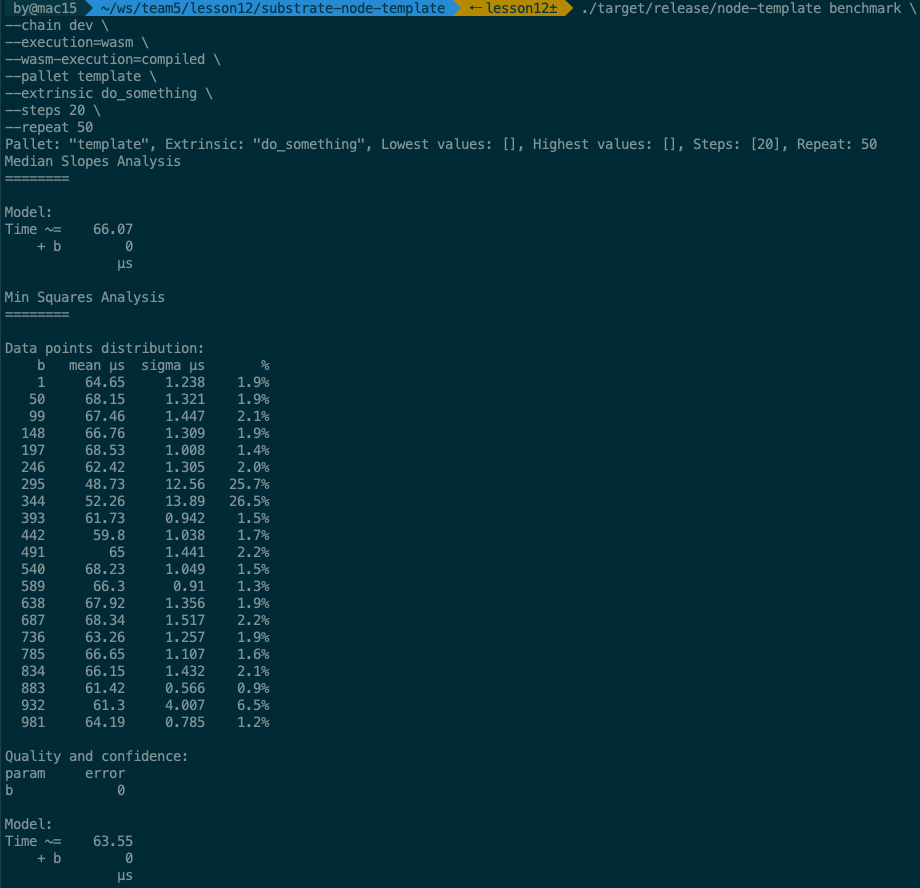 by@mac15 ~/ws/team5/lesson12/substrate-node-template ←lesson12± ./target/release/node-template benchmark \
--chain dev \
--execution=wasm \
--wasm-execution=compiled \
--pallet template \
--extrinsic do_something \
--steps 20 \
--repeat 50
Pallet: "template", Extrinsic: "do_something", Lowest values: [], Highest values: [], Steps: [20], Repeat: 50
Median Slopes Analysis
========
Model:
Time ~=    66.07
    + b        0
              µs
Min Squares Analysis
========
Data points distribution:
    b   mean µs  sigma µs       %
    1     64.65     1.238    1.9%
   50     68.15     1.321    1.9%
   99     67.46     1.447    2.1%
  148     66.76     1.309    1.9%
  197     68.53     1.008    1.4%
  246     62.42     1.305    2.0%
  295     48.73     12.56   25.7%
  344     52.26     13.89   26.5%
  393     61.73     0.942    1.5%
  442      59.8     1.038    1.7%
  491        65     1.441    2.2%
  540     68.23     1.049    1.5%
  589      66.3      0.91    1.3%
  638     67.92     1.356    1.9%
  687     68.34     1.517    2.2%
  736     63.26     1.257    1.9%
  785     66.65     1.107    1.6%
  834     66.15     1.432    2.1%
  883     61.42     0.566    0.9%
  932      61.3     4.007    6.5%
  981     64.19     0.785    1.2%
Quality and confidence:
param     error
b             0
Model:
Time ~=    63.55
    + b        0
              µs